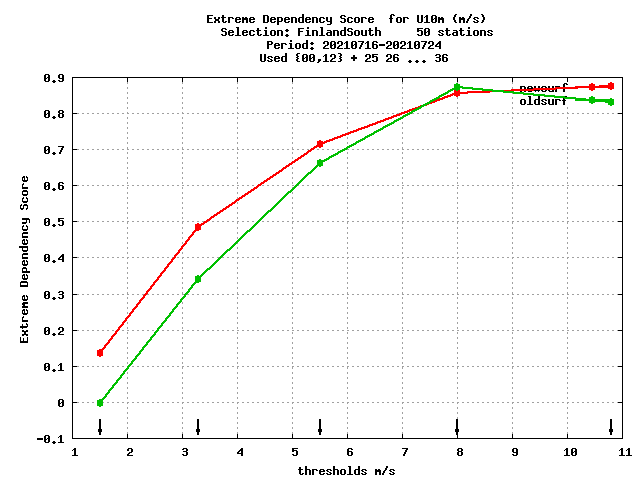 Extreme Dependency Score  for U10m (m/s)
Selection: FinlandSouth     50 stations
Period: 20210716-20210724
Used {00,12} + 25 26 ... 36
0.9
newsurf
oldsurf
0.8
0.7
0.6
0.5
0.4
0.3
0.2
0.1
0
-0.1
Extreme Dependency Score
1 2 3 4 5 6 7 8 9 10 11
thresholds m/s